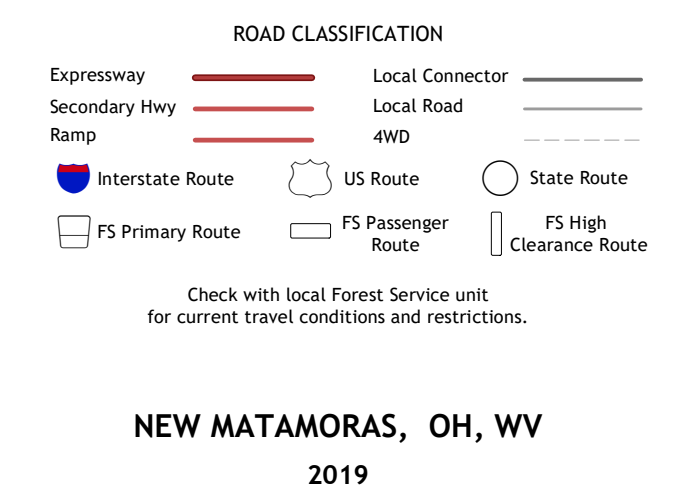 ROAD CLASSIFICATION
Expressway
Local Connector
Secondary Hwy
Local Road
Ramp
4WD
Interstate Route
US Route
State Route
FS Primary Route
FS Passenger
Route
FS High
Clearance Route
Check with local Forest Service unit
for current travel conditions and restrictions.
NEW MATAMORAS, OH, WV
2019